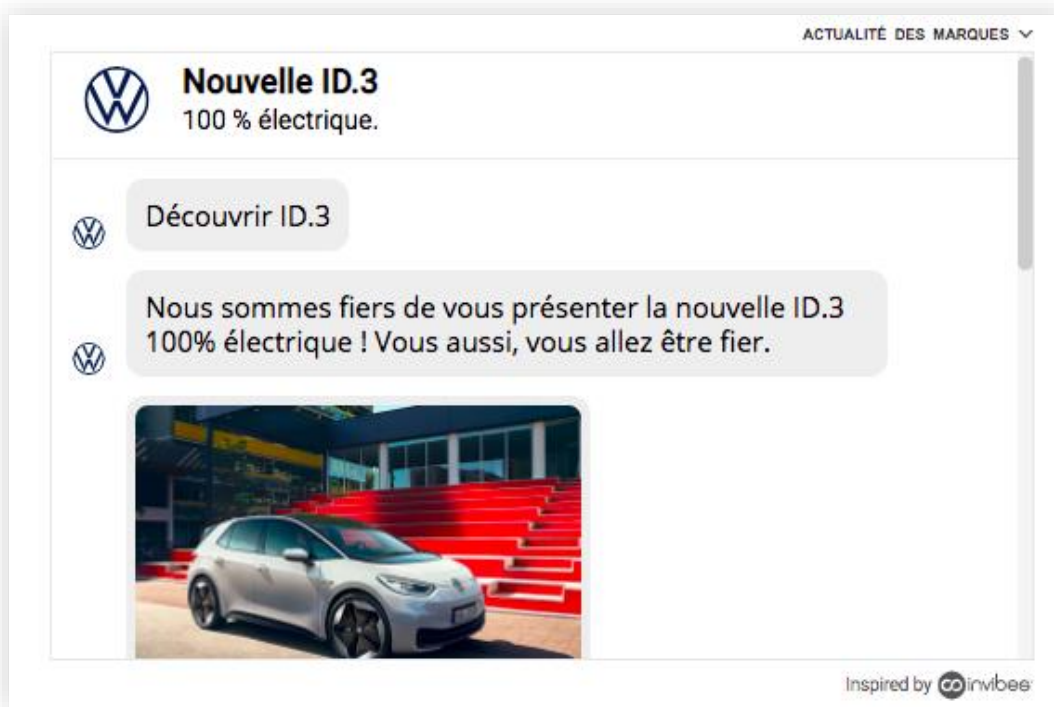 ACTUALITÉ DES MARQUES
Nouvelle ID.3
100 % électrique.
Découvrir ID.3
Nous sommes fiers de vous présenter la nouvelle ID.3
100% électrique ! Vous aussi, vous allez être fier.
Inspired by invibes